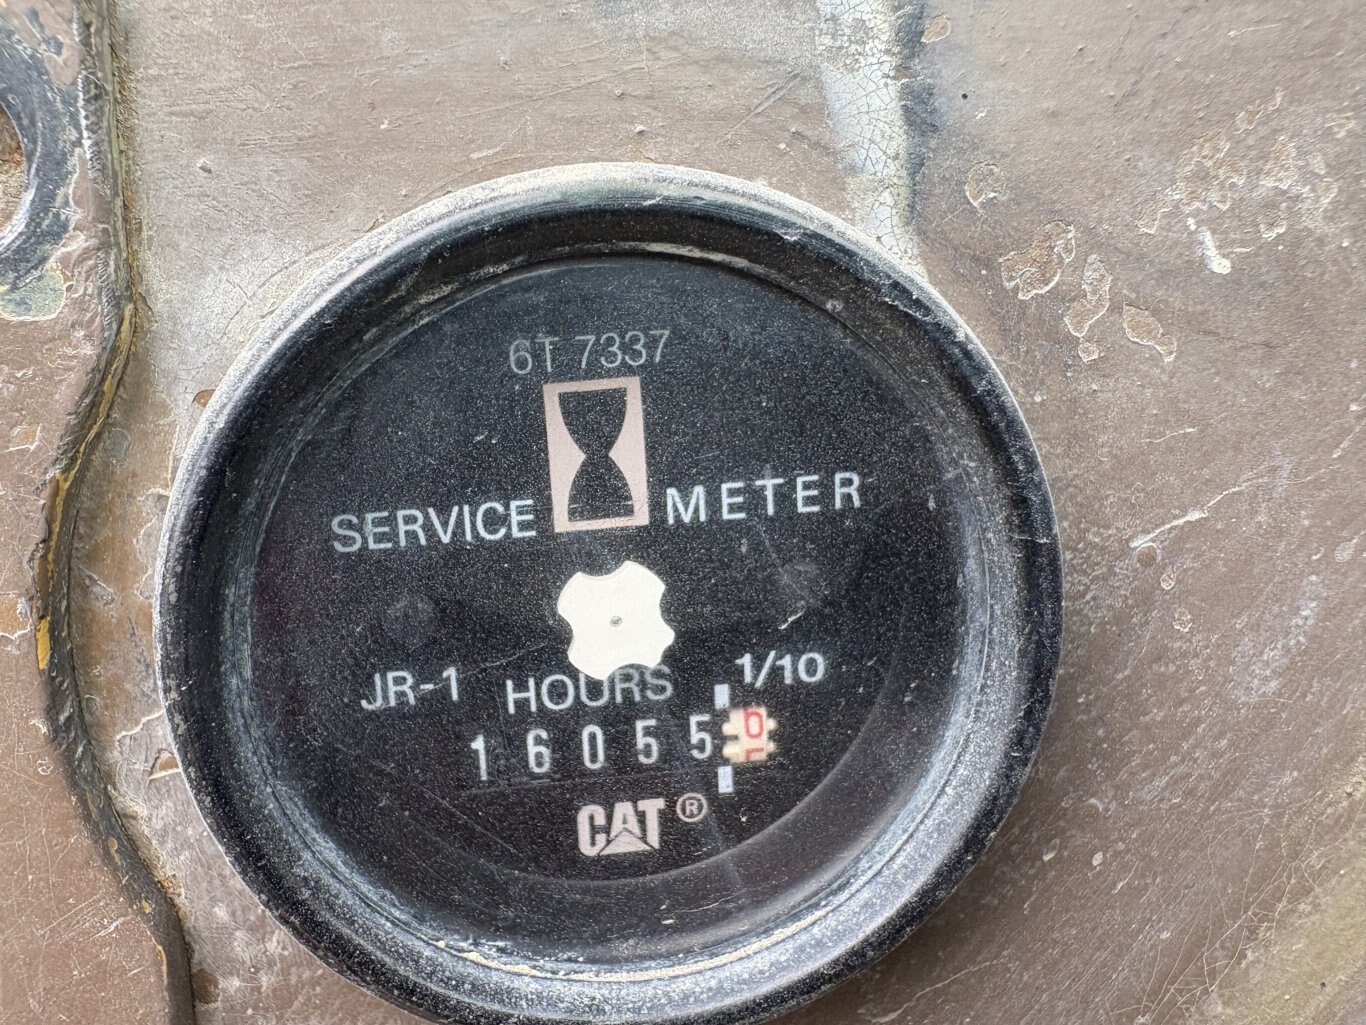 6T 7337
SERVICE METER
JR-1 HOURS 1/10
16055
CAT ®